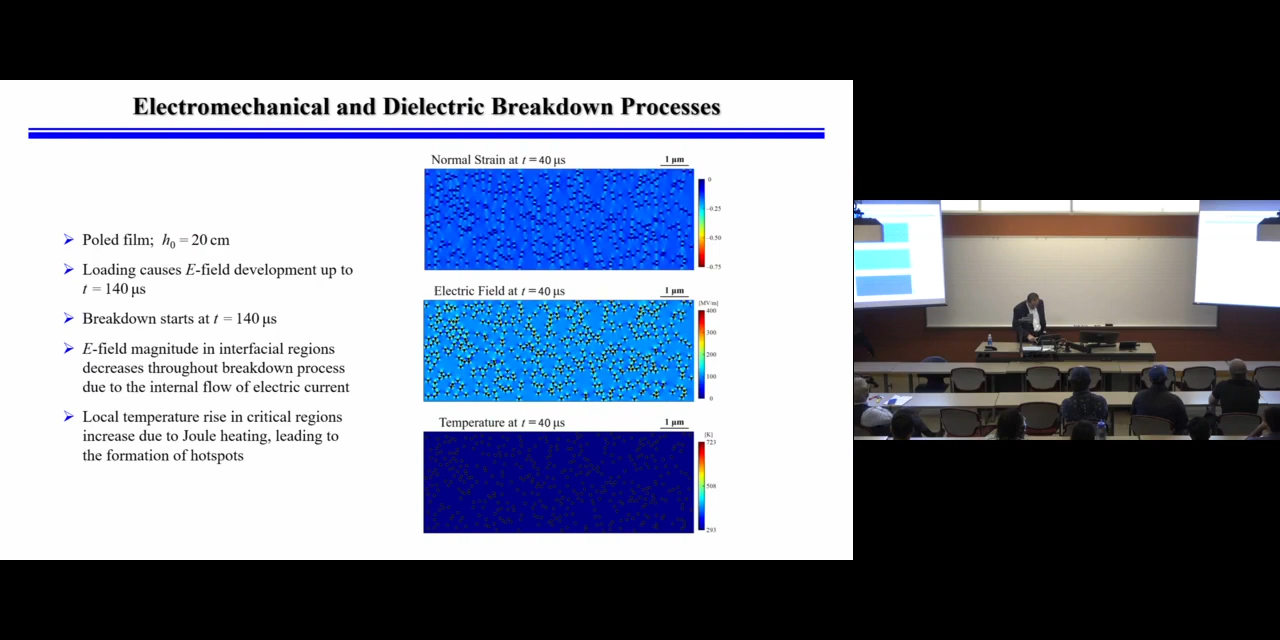 Electromechanical and Dielectric Breakdown Processes
➢ Poled film; h₀ = 20 cm
➢ Loading causes E-field development up to
t = 140 μs
➢ Breakdown starts at t = 140 μs
➢ E-field magnitude in interfacial regions
decreases throughout breakdown process
due to the internal flow of electric current
➢ Local temperature rise in critical regions
increase due to Joule heating, leading to
the formation of hotspots
Normal Strain at t = 40 μs
1 μm
0
-0.25
-0.50
-0.75
Electric Field at t = 40 μs
1 μm
[MV/m]
400
300
200
100
0
Temperature at t = 40 μs
1 μm
[K]
723
508
293